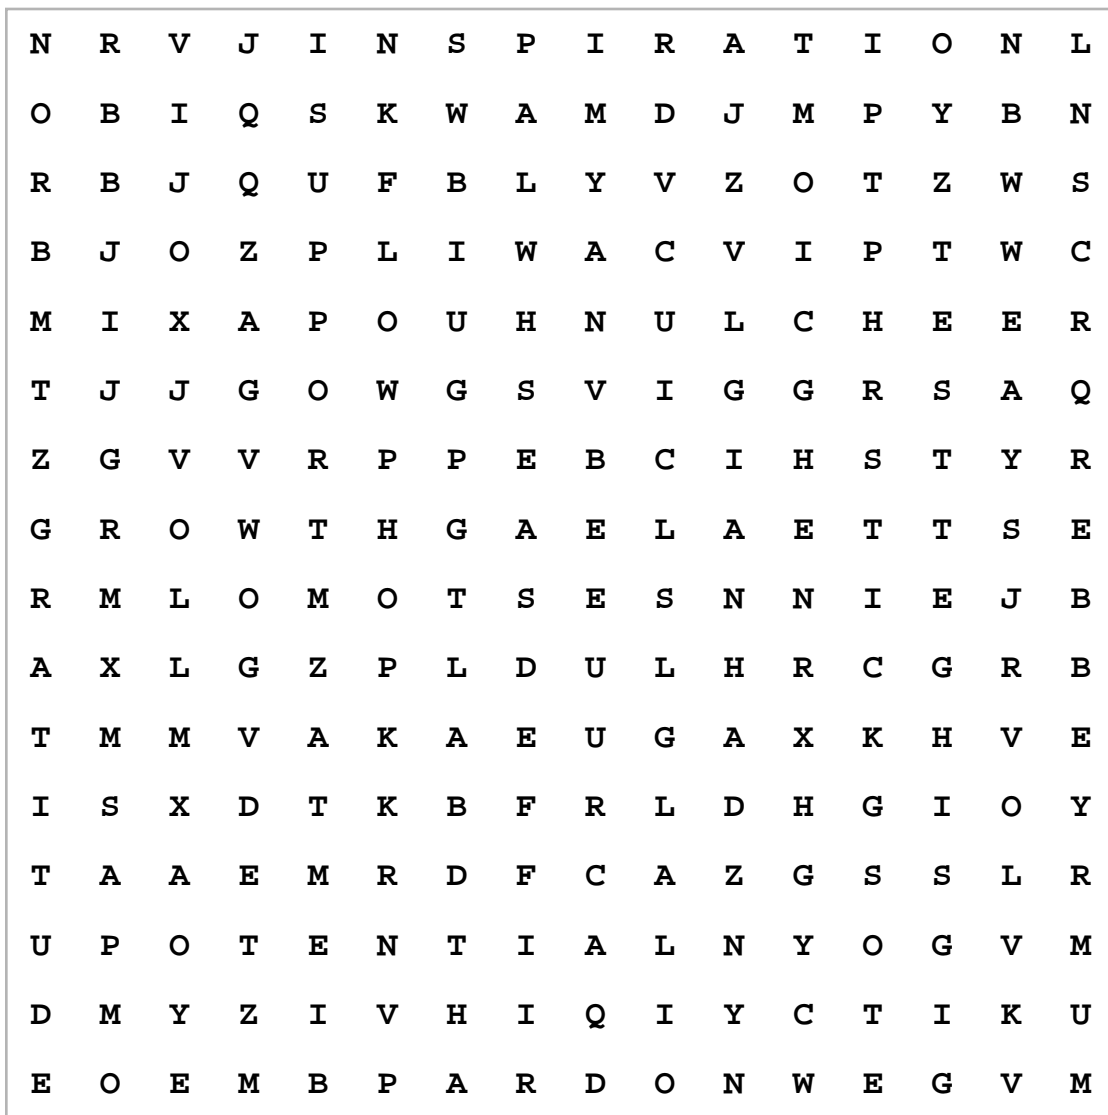 N R V J I N S P I R A T I O N L
O B I Q S K W A M D J M P Y B N
R B J Q U F B L Y V Z O T Z W S
B J O Z P L I W A C V I P T W C
M I X A P O U H N U L C H E E R
T J J G O W G S V I G G R S A Q
Z G V V R P P E B C I H S T Y R
G R O W T H G A E L A E T T S E
R M L O M O T S E S N N I E J B
A X L G Z P L D U L H R C G R B
T M M V A K A E U G A X K H V E
I S X D T K B F R L D H G I O Y
T A A E M R D F C A Z G S S L R
U P O T E N T I A L N Y O G V M
D M Y Z I V H I Q I Y C T I K U
E O E M B P A R D O N W E G V M